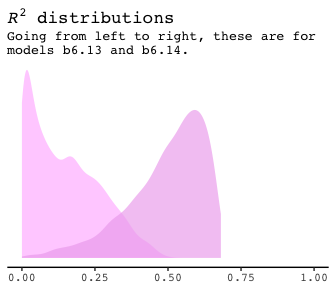 R² distributions
Going from left to right, these are for
models b6.13 and b6.14.
0.00 0.25 0.50 0.75 1.00